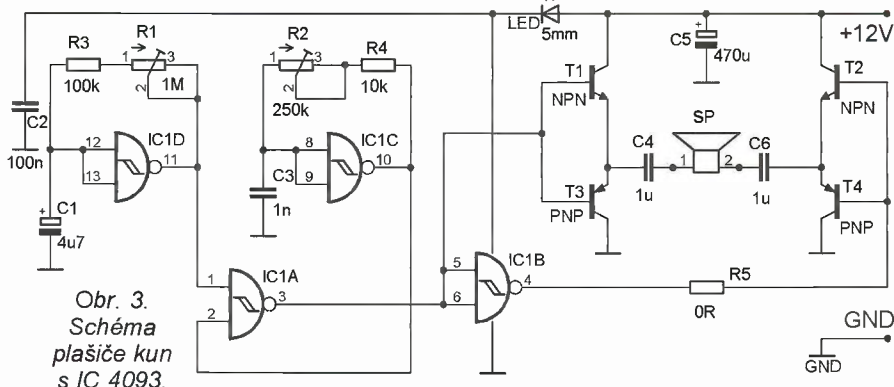 LED
5mm
+12V
R3
1
3
R1
100k
1M
2
R2
1
3
R4
250k
10k
2
C5
+
470u
T1
NPN
T2
NPN
C2
100n
12
13
IC1D
11
8
9
IC1C
10
C3
1n
SP
C4
1
2
C6
1u
1u
T3
PNP
T4
PNP
+
C1
4u7
1
2
IC1A
3
5
6
IC1B
4
R5
0R
GND
GND
Obr. 3.
Schéma
plašiče kun
s IC 4093.